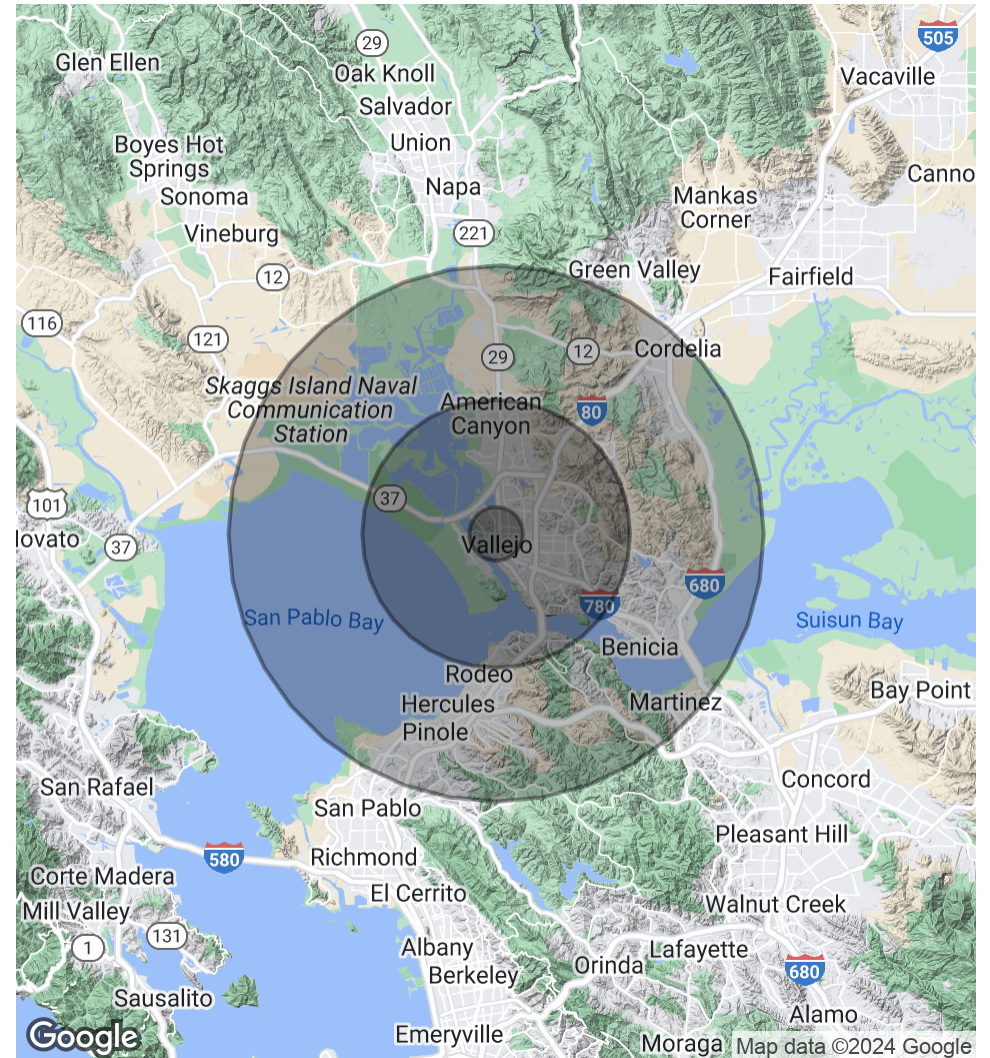 505
29
Glen Ellen
Oak Knoll
Vacaville
Salvador
Union
Boyes Hot
Springs
Canno
Napa
Sonoma
Mankas
Corner
Vineburg
221
12
Green Valley
Fairfield
116
121
29
12
Cordelia
Skaggs Island Naval
Communication
Station
American
Canyon
80
37
101
lovato
37
Vallejo
680
780
San Pablo Bay
Suisun Bay
Benicia
Rodeo
Bay Point
Hercules
Martinez
Pinole
San Rafael
Concord
San Pablo
Pleasant Hill
580
Richmond
Corte Madera
El Cerrito
Mill Valley
Walnut Creek
131
1
Albany
Lafayette
Berkeley
Orinda
680
Sausalito
Alamo
Google
Emeryville
Moraga
Map data ©2024 Google